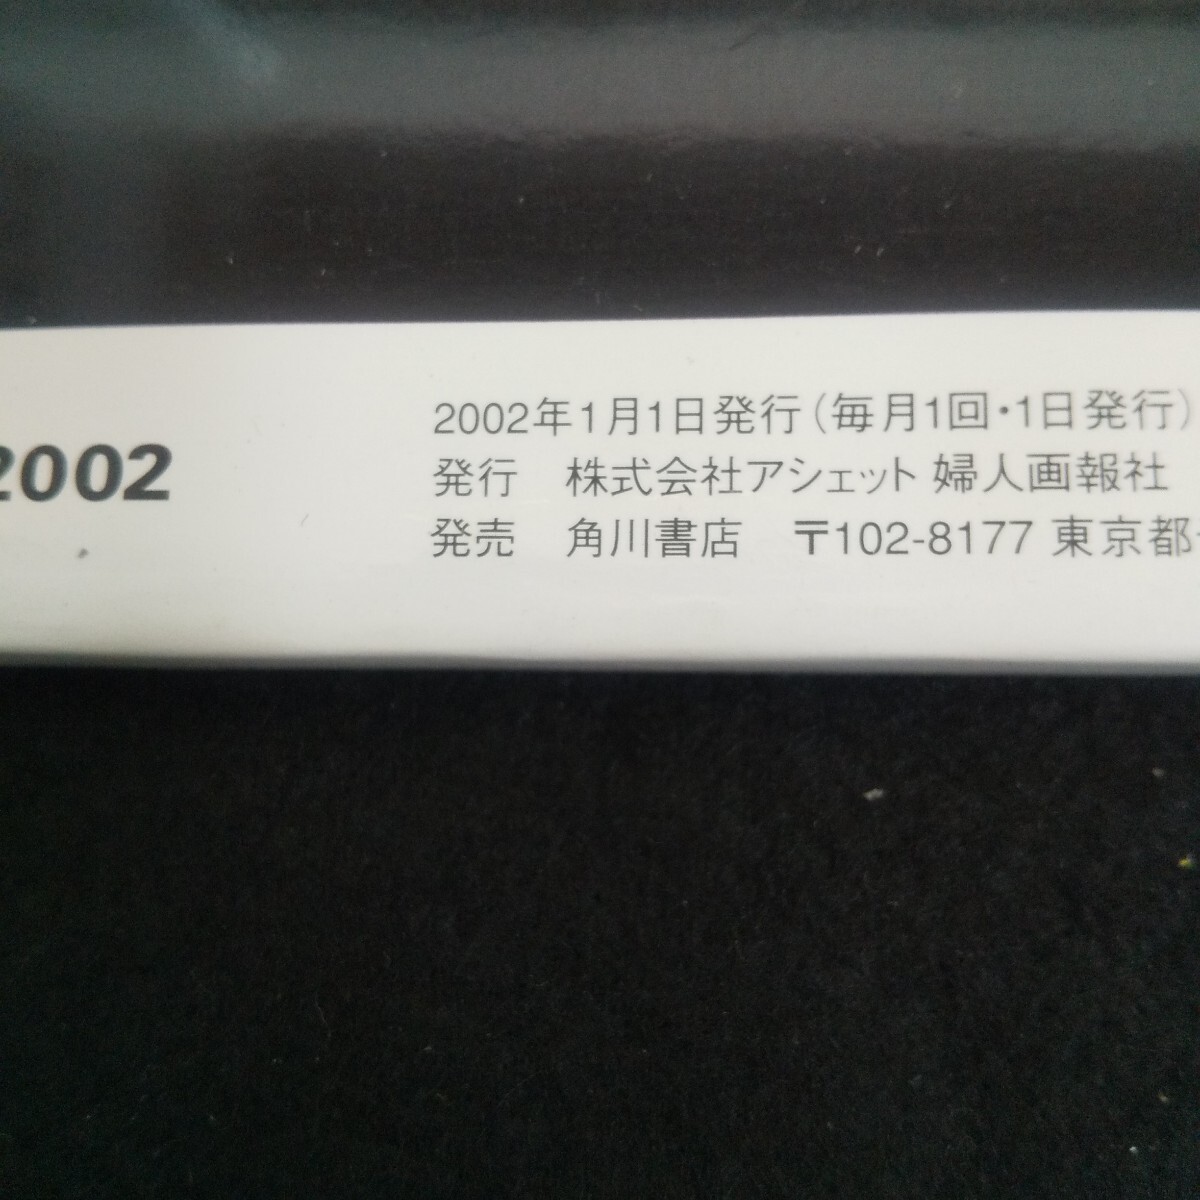 2002
2002年1月1日発行(毎月1回・1日発行)
発行　株式会社アシェット 婦人画報社
発売　角川書店　〒102-8177 東京都